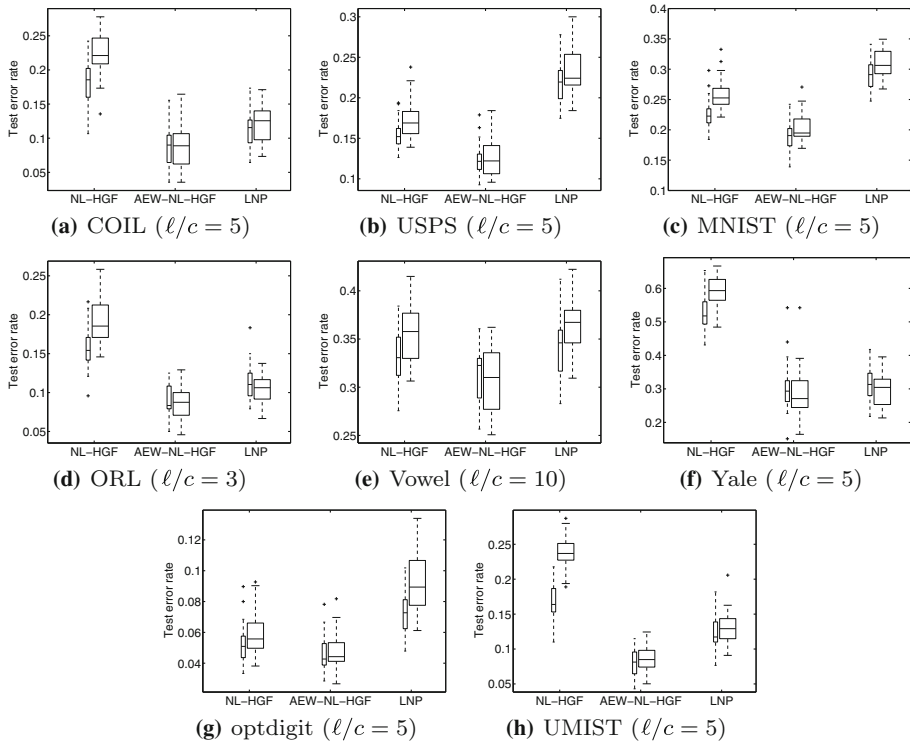 0.25
0.2
0.15
0.1
0.05
Test error rate
NL−HGF AEW−NL−HGF LNP
(a) COIL (ℓ/c = 5)
0.3
0.25
0.2
0.15
0.1
Test error rate
NL−HGF AEW−NL−HGF LNP
(b) USPS (ℓ/c = 5)
0.4
0.35
0.3
0.25
0.2
0.15
0.1
Test error rate
NL−HGF AEW−NL−HGF LNP
(c) MNIST (ℓ/c = 5)
0.25
0.2
0.15
0.1
0.05
Test error rate
NL−HGF AEW−NL−HGF LNP
(d) ORL (ℓ/c = 3)
0.4
0.35
0.3
0.25
Test error rate
NL−HGF AEW−NL−HGF LNP
(e) Vowel (ℓ/c = 10)
0.6
0.5
0.4
0.3
0.2
Test error rate
NL−HGF AEW−NL−HGF LNP
(f) Yale (ℓ/c = 5)
0.12
0.1
0.08
0.06
0.04
Test error rate
NL−HGF AEW−NL−HGF LNP
(g) optdigit (ℓ/c = 5)
0.25
0.2
0.15
0.1
0.05
Test error rate
NL−HGF AEW−NL−HGF LNP
(h) UMIST (ℓ/c = 5)